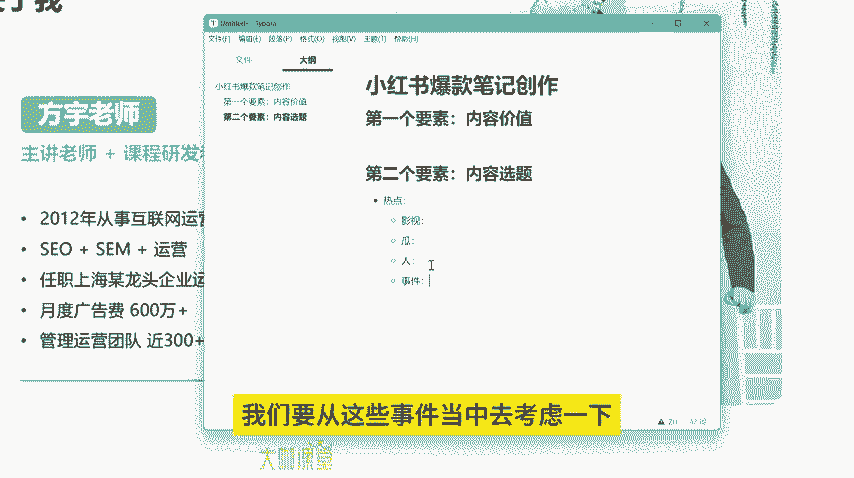 于我
方宇老师
主讲老师 + 课程研发
2012年从事互联网运营
SEO + SEM + 运营
任职上海某龙头企业运
月度广告费 600万+
管理运营团队 近300+
Typora
文件(F) 编辑(E) 段落(P) 格式(O) 视图(V) 主题(T) 帮助(H)
文件 大纲
小红书爆款笔记创作
第一个要素：内容价值
第二个要素：内容选题
小红书爆款笔记创作
第一个要素：内容价值
第二个要素：内容选题
热点：
影视：
瓜：
人：
事件：
我们要从这些事件当中去考虑一下